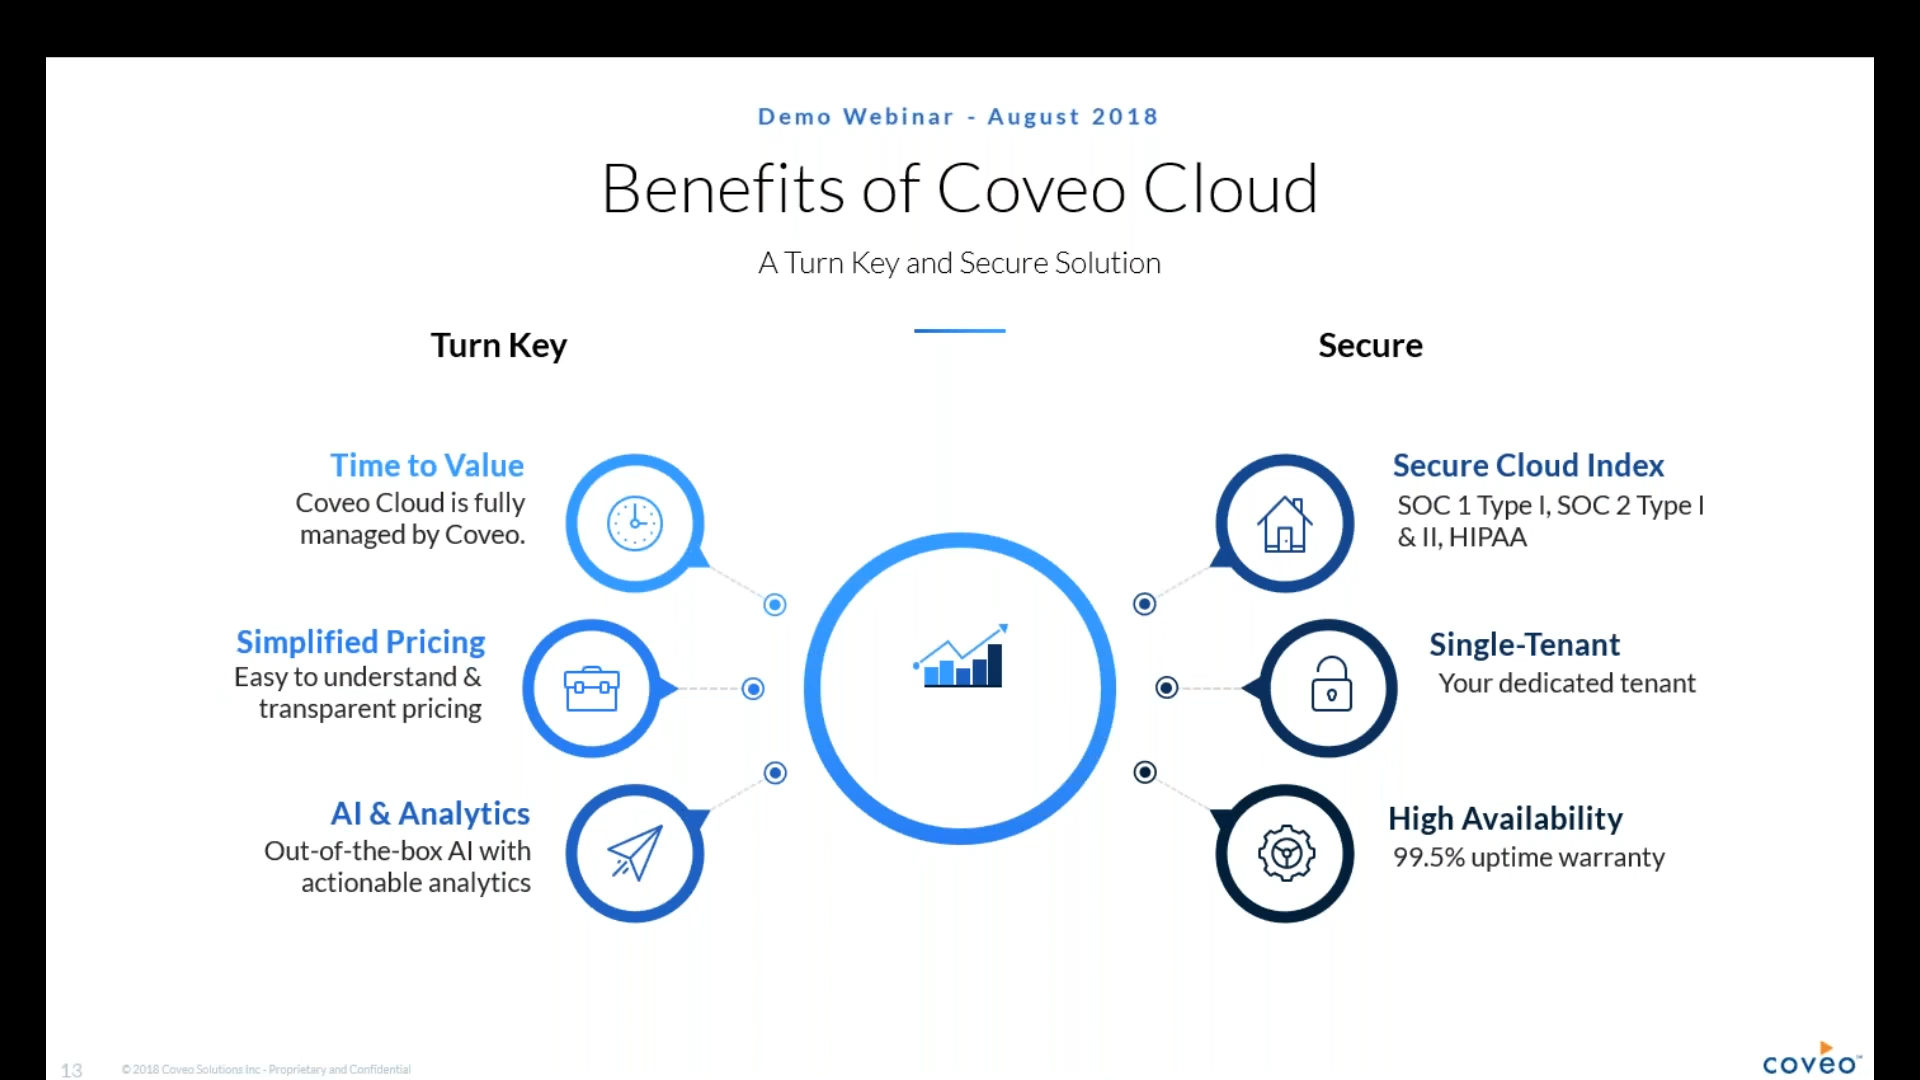 Demo Webinar - August 2018
Benefits of Coveo Cloud
A Turn Key and Secure Solution
Turn Key
Time to Value
Coveo Cloud is fully
managed by Coveo.
Simplified Pricing
Easy to understand &
transparent pricing
AI & Analytics
Out-of-the-box AI with
actionable analytics
Secure
Secure Cloud Index
SOC 1 Type I, SOC 2 Type I
& II, HIPAA
Single-Tenant
Your dedicated tenant
High Availability
99.5% uptime warranty
13
© 2018 Coveo Solutions Inc - Proprietary and Confidential
coveo™